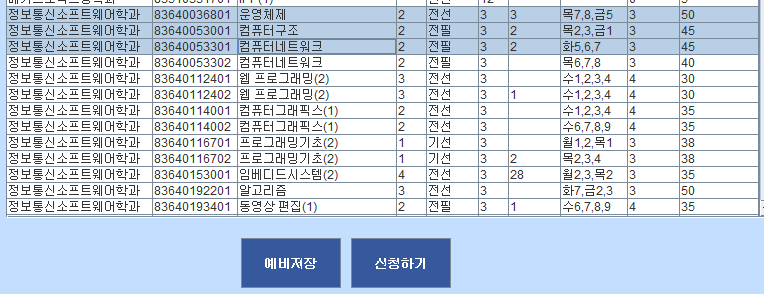 정보통신소프트웨어학과 83640036801 운영체제 2 전선 3 3 목7,8,금5 3 50
정보통신소프트웨어학과 83640053001 컴퓨터구조 2 전필 3 2 목2,3,금1 3 45
정보통신소프트웨어학과 83640053301 컴퓨터네트워크 2 전필 3 2 화5,6,7 3 45
정보통신소프트웨어학과 83640053302 컴퓨터네트워크 2 전필 3 목6,7,8 3 40
정보통신소프트웨어학과 83640112401 웹 프로그래밍(2) 3 전선 3 수1,2,3,4 4 30
정보통신소프트웨어학과 83640112402 웹 프로그래밍(2) 3 전선 3 1 수1,2,3,4 4 30
정보통신소프트웨어학과 83640114001 컴퓨터그래픽스(1) 2 전선 3 수1,2,3,4 4 35
정보통신소프트웨어학과 83640114002 컴퓨터그래픽스(1) 2 전선 3 수6,7,8,9 4 35
정보통신소프트웨어학과 83640116701 프로그래밍기초(2) 1 기선 3 월1,2,목1 3 38
정보통신소프트웨어학과 83640116702 프로그래밍기초(2) 1 기선 3 2 목2,3,4 3 38
정보통신소프트웨어학과 83640153001 임베디드시스템(2) 4 전선 3 28 월2,3,목2 3 35
정보통신소프트웨어학과 83640192201 알고리즘 3 전선 3 화7,금2,3 3 50
정보통신소프트웨어학과 83640193401 동영상 편집(1) 2 전필 3 1 수6,7,8,9 4 35
예비저장 신청하기